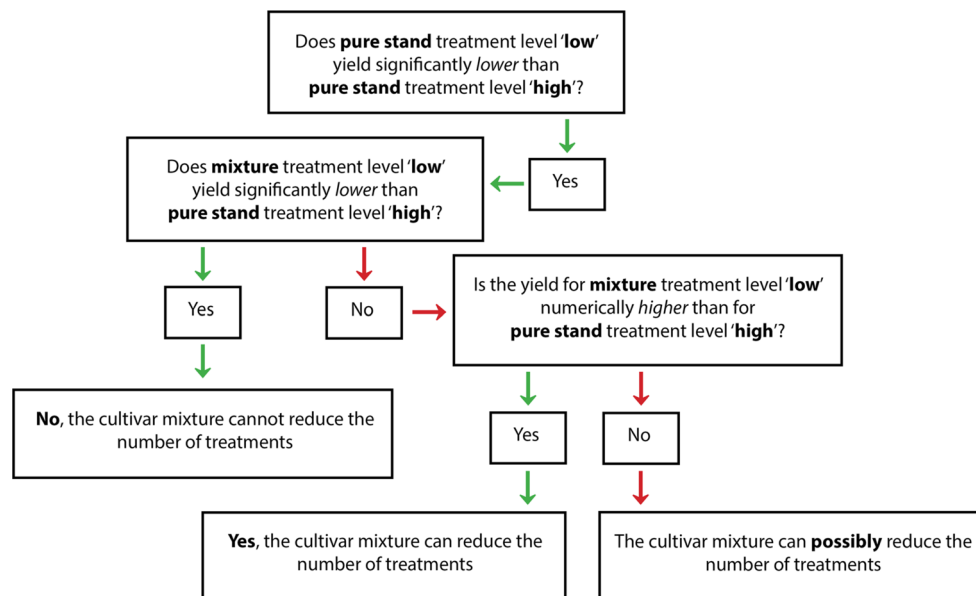 Does pure stand treatment level ‘low’
yield significantly lower than
pure stand treatment level ‘high’?
Yes
Does mixture treatment level ‘low’
yield significantly lower than
pure stand treatment level ‘high’?
Yes
No
Is the yield for mixture treatment level ‘low’
numerically higher than for
pure stand treatment level ‘high’?
No, the cultivar mixture cannot reduce the
number of treatments
Yes
No
Yes, the cultivar mixture can reduce the
number of treatments
The cultivar mixture can possibly reduce the
number of treatments